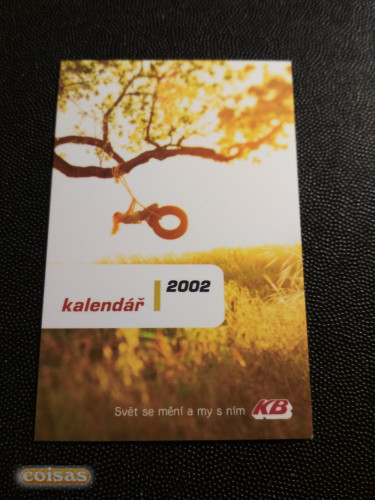 kalendář
2002
Svět se mění a my s ním KB
coisas